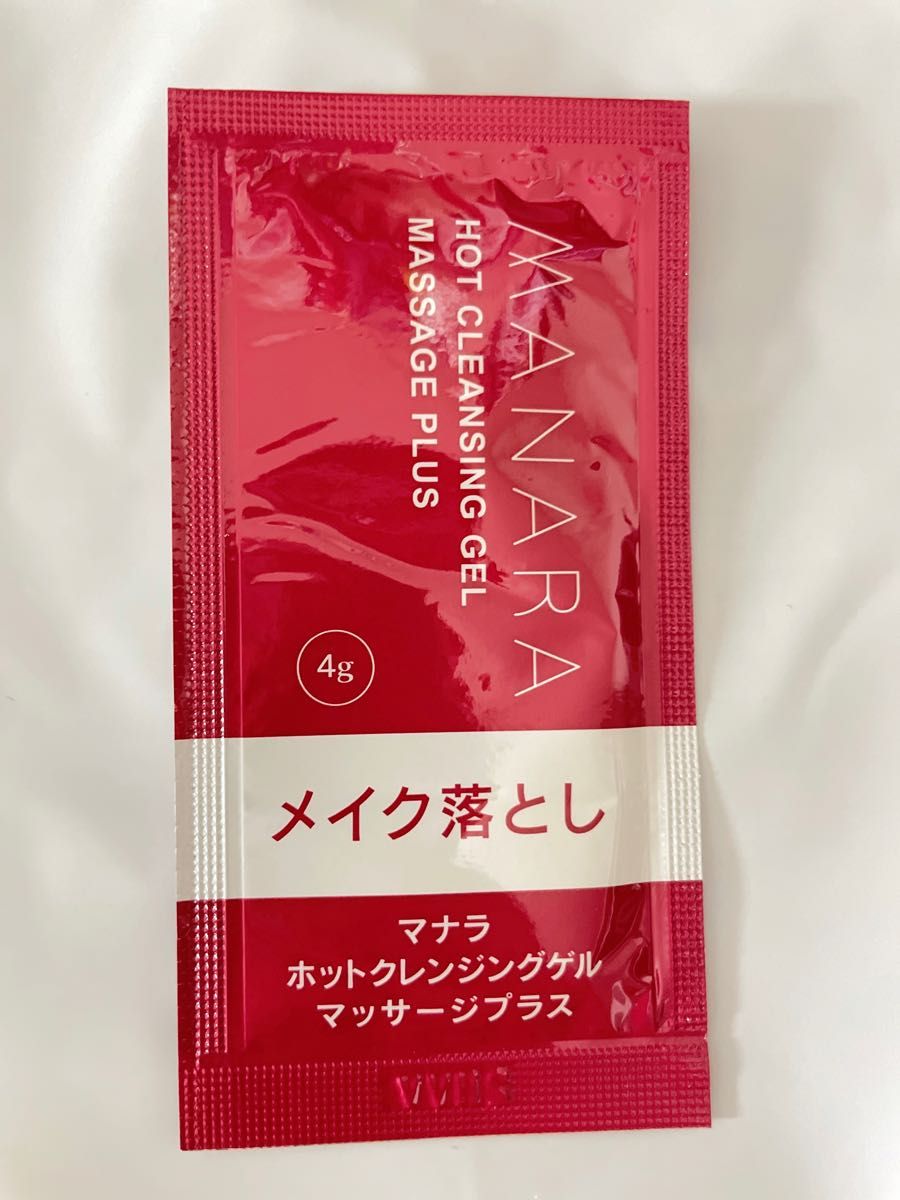 MANARA
HOT CLEANSING GEL
MASSAGE PLUS
4g
メイク落とし
マナラ
ホットクレンジングゲル
マッサージプラス